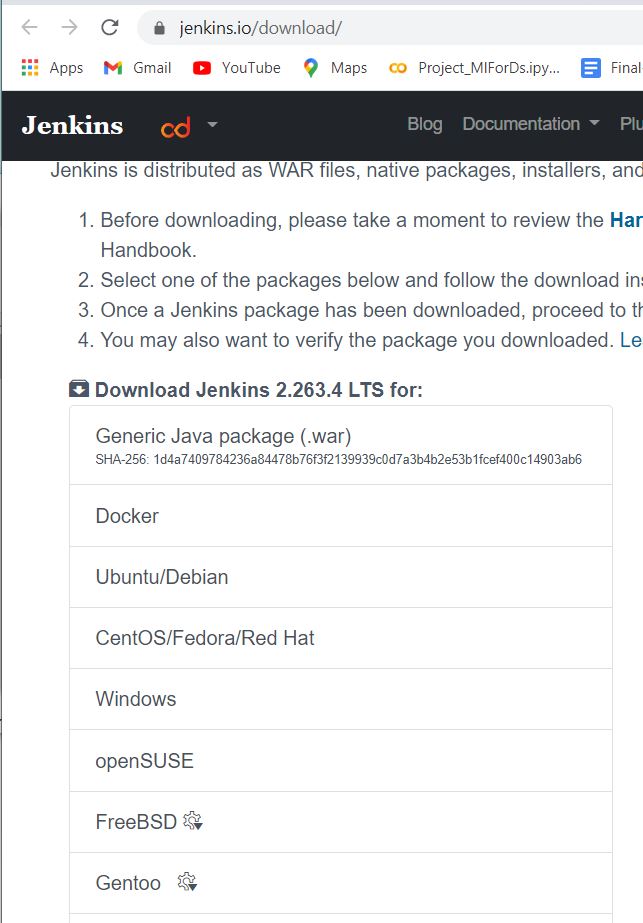 jenkins.io/download/
Apps Gmail YouTube Maps Project_MlForDs.ipy... Final
Jenkins cd Blog Documentation Plu
Jenkins is distributed as WAR files, native packages, installers, and
1. Before downloading, please take a moment to review the Har
Handbook.
2. Select one of the packages below and follow the download ins
3. Once a Jenkins package has been downloaded, proceed to th
4. You may also want to verify the package you downloaded. Le
Download Jenkins 2.263.4 LTS for:
Generic Java package (.war)
SHA-256: 1d4a7409784236a84478b76f3f2139939c0d7a3b4b2e53b1fcef400c14903ab6
Docker
Ubuntu/Debian
CentOS/Fedora/Red Hat
Windows
openSUSE
FreeBSD
Gentoo